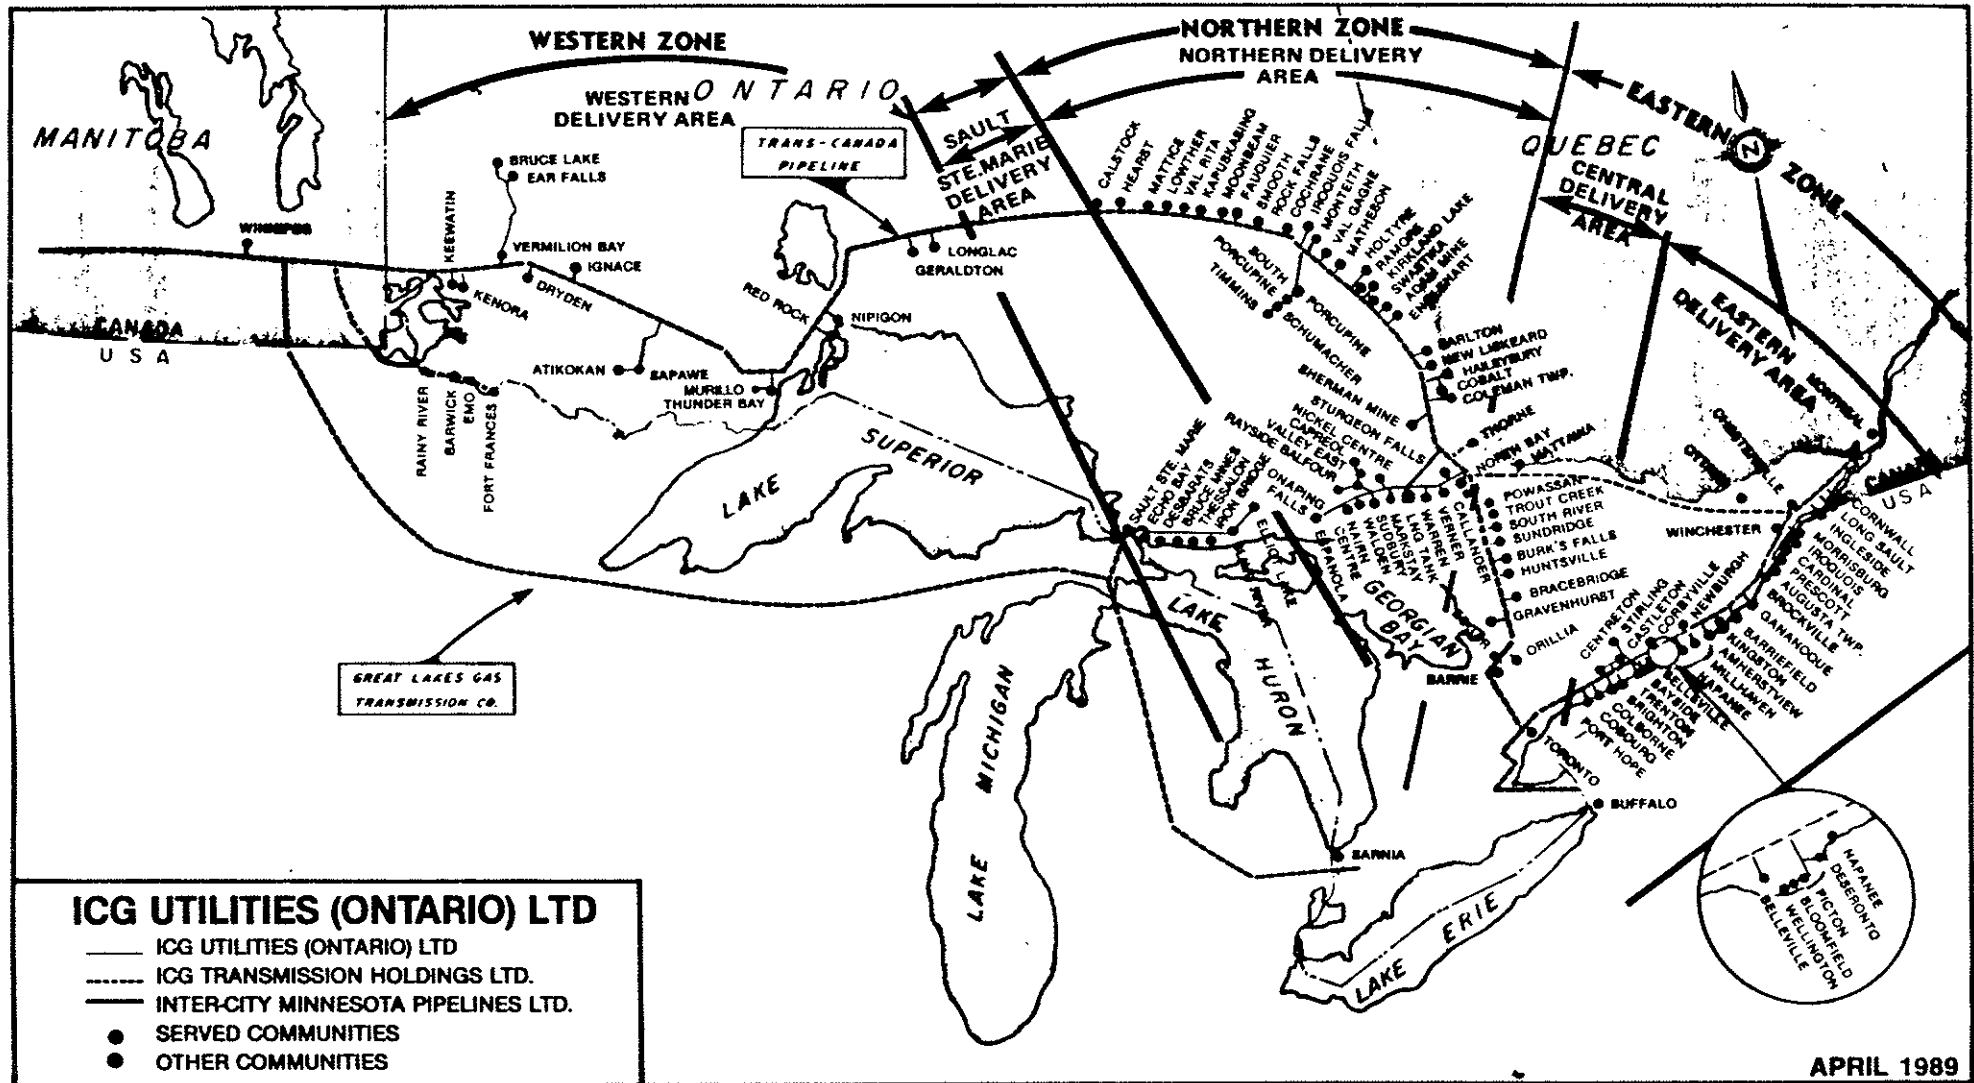 WESTERN ZONE
NORTHERN ZONE
NORTHERN DELIVERY
AREA
EASTERN
ZONE
Z
MANITOBA
ONTARIO
QUEBEC
WESTERN
DELIVERY AREA
TRANS-CANADA
PIPELINE
SAULT
STE.MARIE
DELIVERY
AREA
CENTRAL
DELIVERY
AREA
EASTERN
DELIVERY AREA
WINNIPEG
CANADA
USA
KEEWATIN
KENORA
BRUCE LAKE
EAR FALLS
VERMILION BAY
DRYDEN
IGNACE
RAINY RIVER
BARWICK
EMO
FORT FRANCES
ATIKOKAN
SAPAWE
MURILLO
THUNDER BAY
RED ROCK
NIPIGON
GERALDTON
LONGLAC
CALSTOCK
HEARST
MATTICE
LOWTHER
VAL RITA
KAPUSKASING
MOONBEAM
FAUQUIER
SMOOTH
ROCK FALLS
COCHRANE
IROQUOIS FALLS
MONTEITH
VAL GAGNE
MATHESON
HOLTYRE
RAMORE
KIRKLAND LAKE
SWASTIKA
ADAM MINE
ENGLEHART
SOUTH
PORCUPINE
PORCUPINE
TIMMINS
SCHUMACHER
EARLTON
NEW LISKEARD
HAILEYBURY
COBALT
COLEMAN TWP.
SHERMAN MINE
THORNE
NORTH BAY
MATTAWA
STURGEON FALLS
NICKEL CENTRE
CAPREOL
VALLEY EAST
RAYSIDE BALFOUR
ONAPING
FALLS
SAULT STE. MARIE
ECHO BAY
DESBARATS
BRUCE MINES
THESSALON
IRON BRIDGE
ELLIOT LAKE
RIVER
ESPANOLA
NAIRN
CENTRE
WALDEN
SUDBURY
MARKSTAY
LNG TANK
WARREN
VERNER
CALLANDER
POWASSAN
TROUT CREEK
SOUTH RIVER
SUNDRIDGE
BURK'S FALLS
HUNTSVILLE
BRACEBRIDGE
GRAVENHURST
ORILLIA
BARRIE
TORONTO
BUFFALO
SARNIA
OTTAWA
CHESTERVILLE
MONTREAL
CANADA
USA
WINCHESTER
CORNWALL
LONG SAULT
INGLESIDE
MORRISBURG
IROQUOIS
CARDINAL
PRESCOTT
AUGUSTA TWP.
BROCKVILLE
GANANOQUE
BARRIEFIELD
KINGSTON
AMHERSTVIEW
MILLHAVEN
NAPANEE
NEWBURGH
CORBYVILLE
CASTLETON
STIRLING
CENTRETON
BELLEVILLE
BAYSIDE
TRENTON
BRIGHTON
COLBORNE
COBOURG
PORT HOPE
NAPANEE
DESERONTO
PICTON
BLOOMFIELD
WELLINGTON
BELLEVILLE
LAKE SUPERIOR
LAKE MICHIGAN
LAKE HURON
GEORGIAN
BAY
LAKE ERIE
GREAT LAKES GAS
TRANSMISSION CO.
ICG UTILITIES (ONTARIO) LTD
ICG UTILITIES (ONTARIO) LTD
ICG TRANSMISSION HOLDINGS LTD.
INTER-CITY MINNESOTA PIPELINES LTD.
SERVED COMMUNITIES
OTHER COMMUNITIES
APRIL 1989